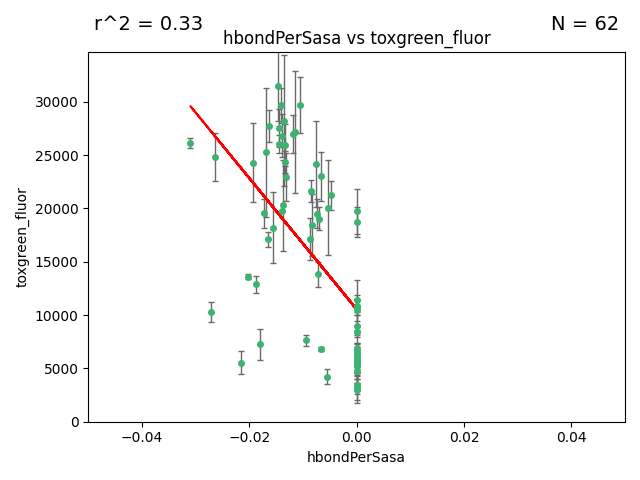 r^2 = 0.33
N = 62
hbondPerSasa vs toxgreen_fluor
30000
25000
20000
15000
10000
5000
0
toxgreen_fluor
−0.04
−0.02
0.00
0.02
0.04
hbondPerSasa